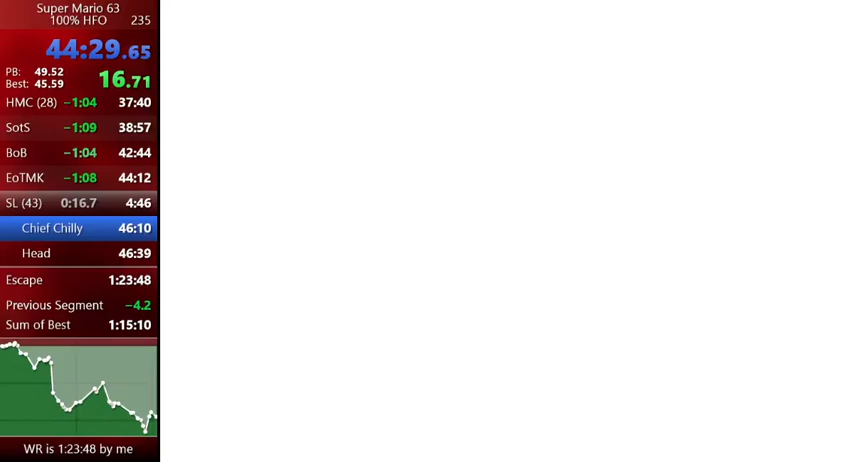 Super Mario 63
100% HFO 235
44:29.65
PB: 49.52
Best: 45.59
16.71
HMC (28) −1:04 37:40
SotS −1:09 38:57
BoB −1:04 42:44
EoTMK −1:08 44:12
SL (43) 0:16.7 4:46
Chief Chilly 46:10
Head 46:39
Escape 1:23:48
Previous Segment −4.2
Sum of Best 1:15:10
WR is 1:23:48 by me